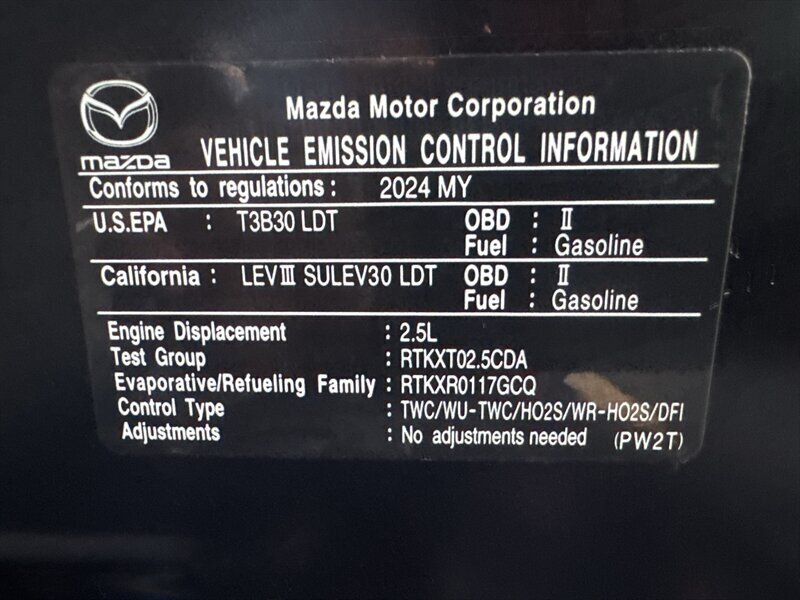 Mazda Motor Corporation
mazda VEHICLE EMISSION CONTROL INFORMATION
Conforms to regulations : 2024 MY
U.S.EPA : T3B30 LDT OBD : II
Fuel : Gasoline
California : LEVIII SULEV30 LDT OBD : II
Fuel : Gasoline
Engine Displacement : 2.5L
Test Group : RTKXT02.5CDA
Evaporative/Refueling Family : RTKXR0117GCQ
Control Type : TWC/WU-TWC/HO2S/WR-HO2S/DFI
Adjustments : No adjustments needed (PW2T)